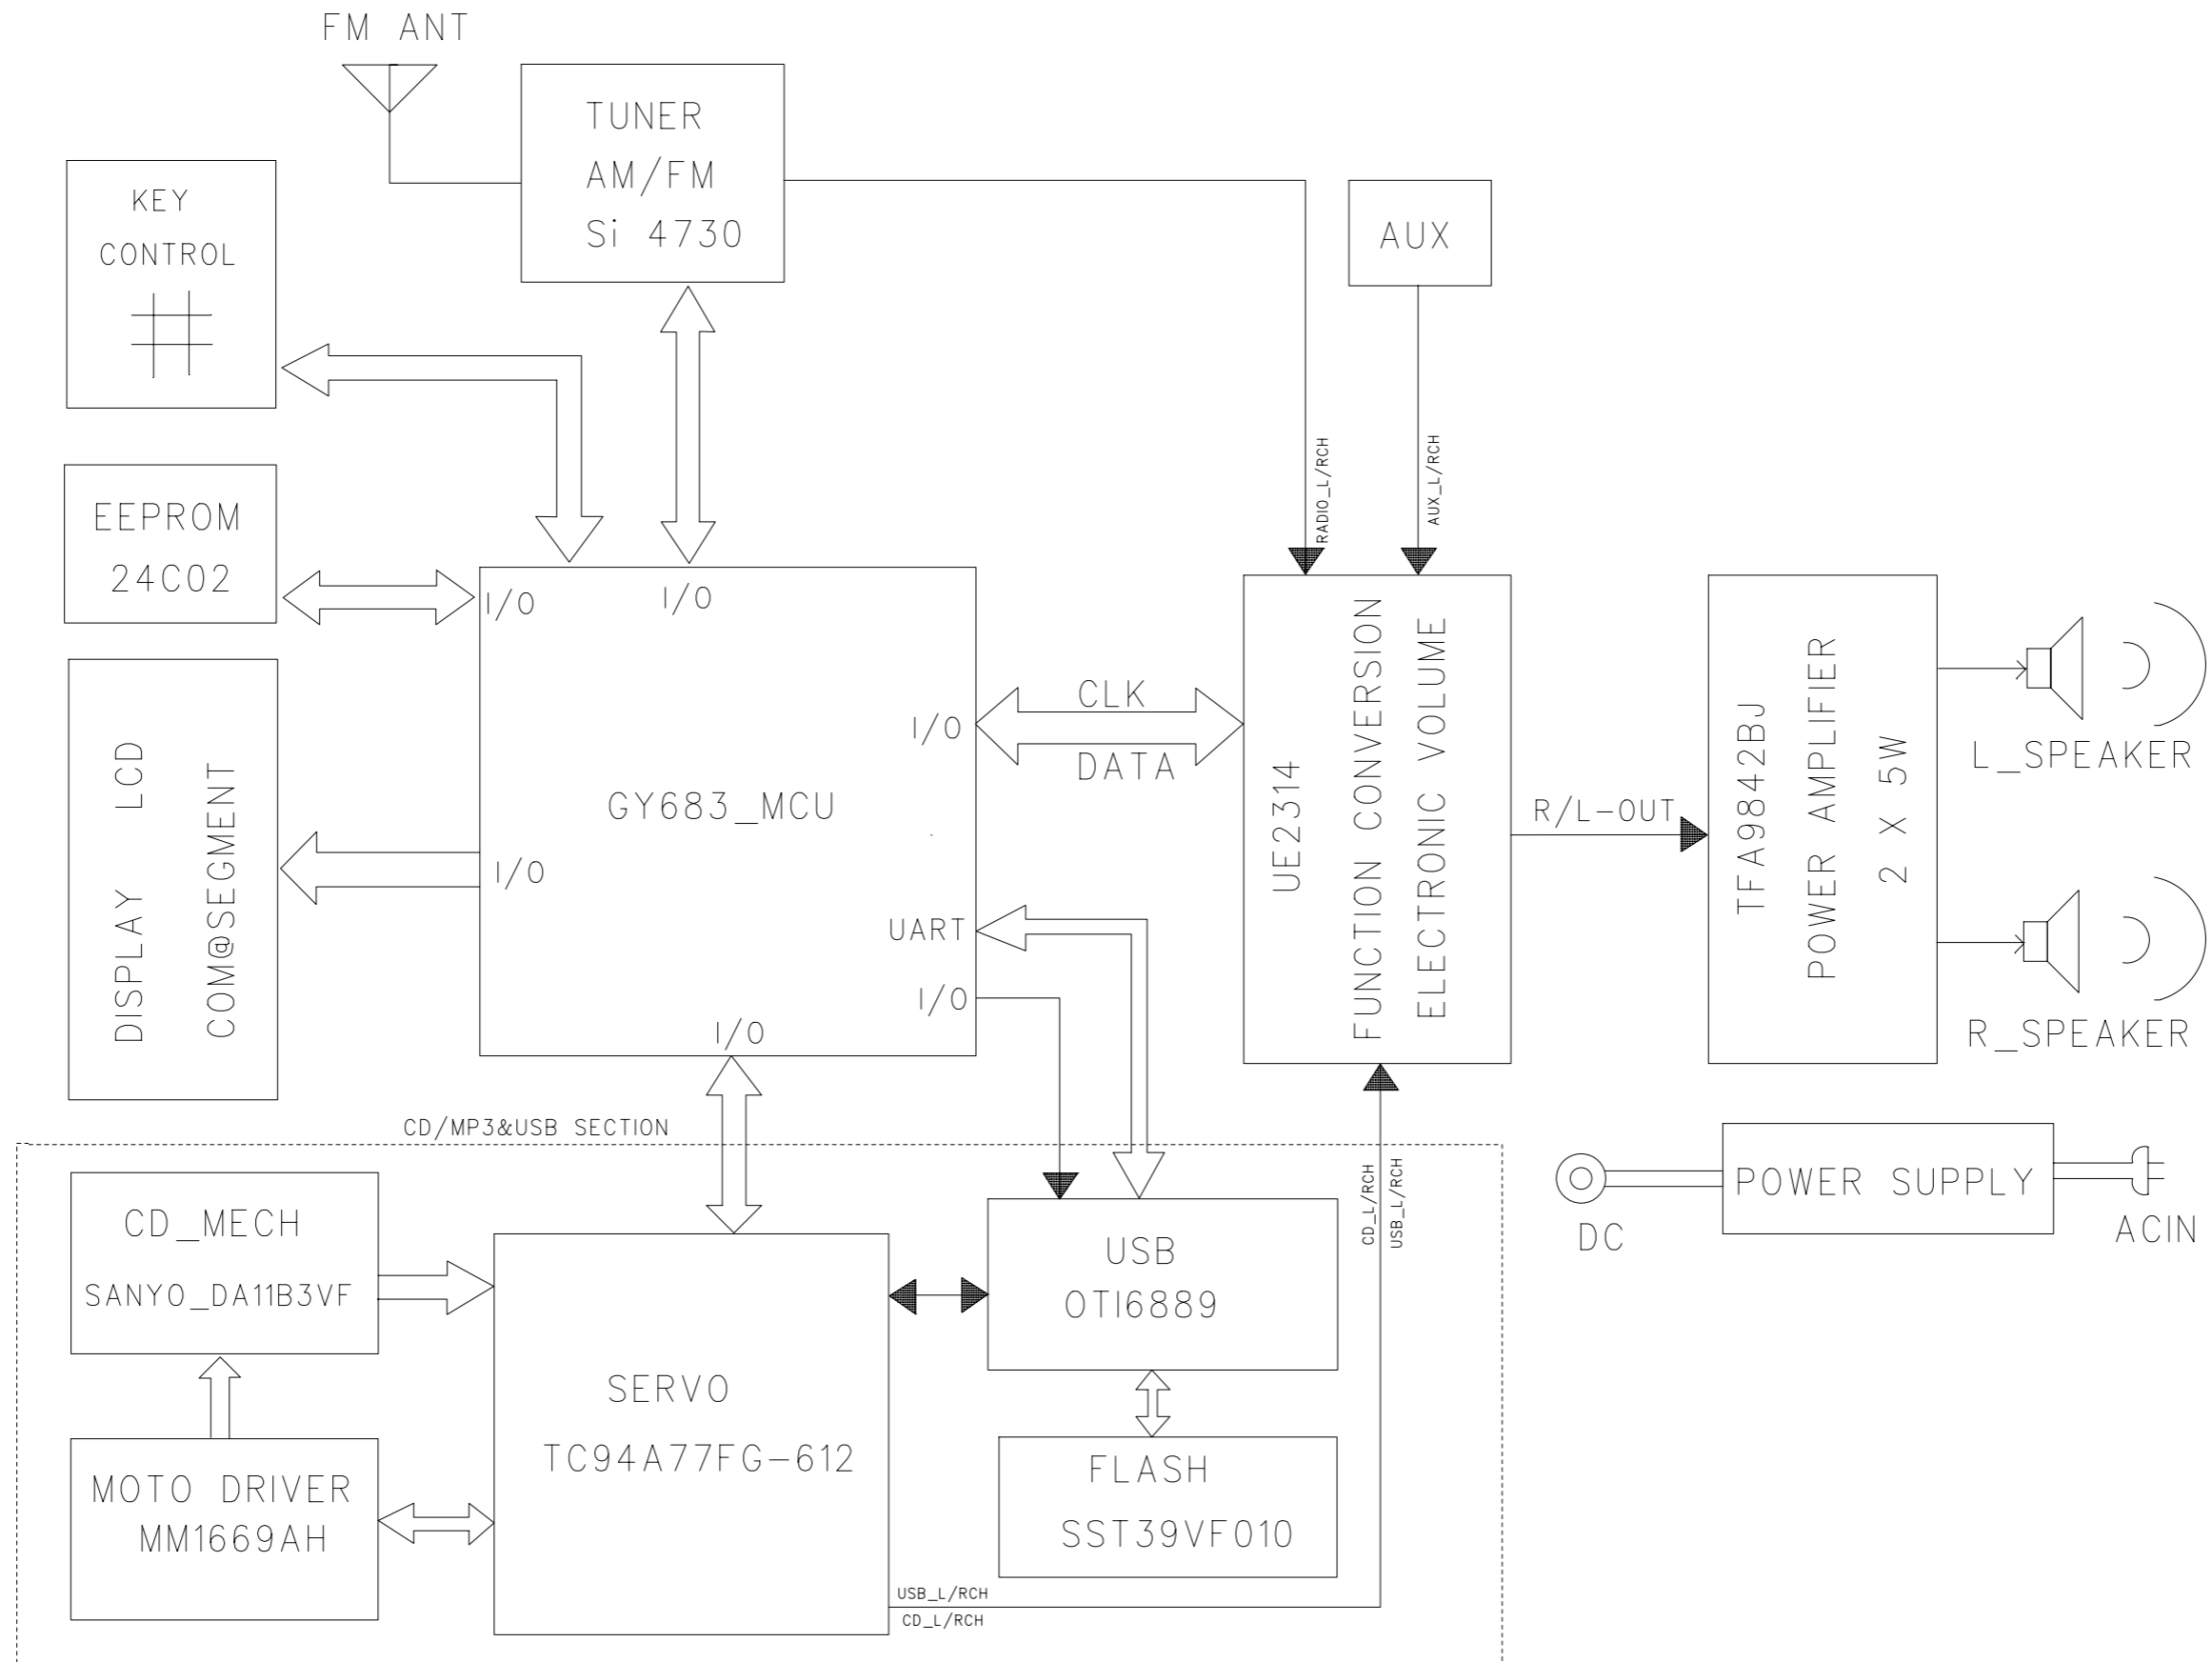 FM ANT
TUNER
AM/FM
Si 4730
KEY
CONTROL
AUX
RADIO_L/RCH
AUX_L/RCH
EEPROM
24C02
I/O
I/O
DISPLAY LCD
COM@SEGMENT
I/O
GY683_MCU
I/O
CLK
DATA
UART
I/O
I/O
UE2314
FUNCTION CONVERSION
ELECTRONIC VOLUME
R/L-OUT
TFA9842BJ
POWER AMPLIFIER
2 X 5W
L_SPEAKER
R_SPEAKER
CD/MP3&USB SECTION
CD_MECH
SANYO_DA11B3VF
MOTO DRIVER
MM1669AH
SERVO
TC94A77FG-612
USB
OTI6889
FLASH
SST39VF010
USB_L/RCH
CD_L/RCH
CD_L/RCH
USB_L/RCH
POWER SUPPLY
DC
ACIN